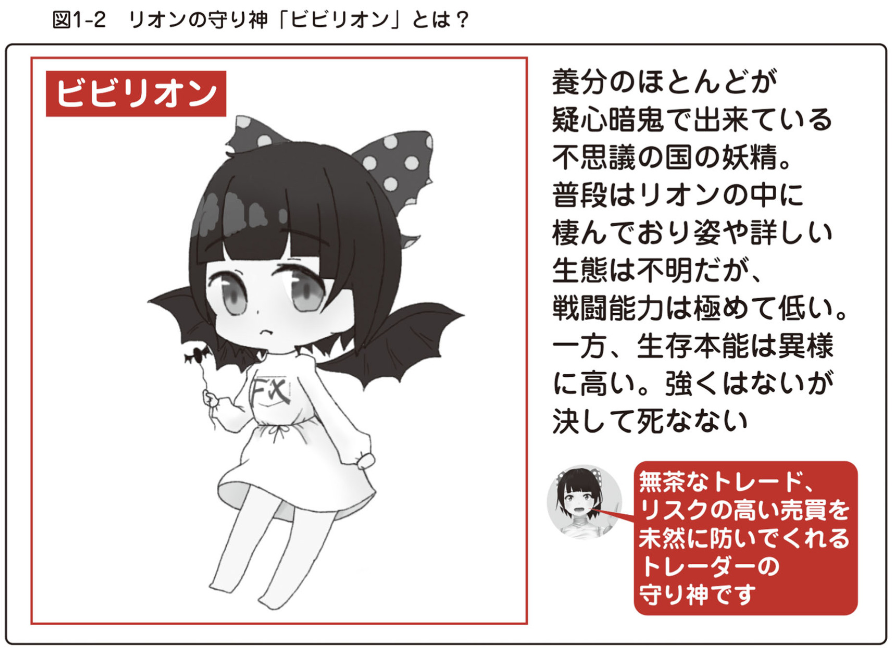 図1-2　リオンの守り神「ビビリオン」とは？
ビビリオン
養分のほとんどが
疑心暗鬼で出来ている
不思議の国の妖精。
普段はリオンの中に
棲んでおり姿や詳しい
生態は不明だが、
戦闘能力は極めて低い。
一方、生存本能は異様
に高い。強くはないが
決して死なない
FX
無茶なトレード、
リスクの高い売買を
未然に防いでくれる
トレーダーの
守り神です